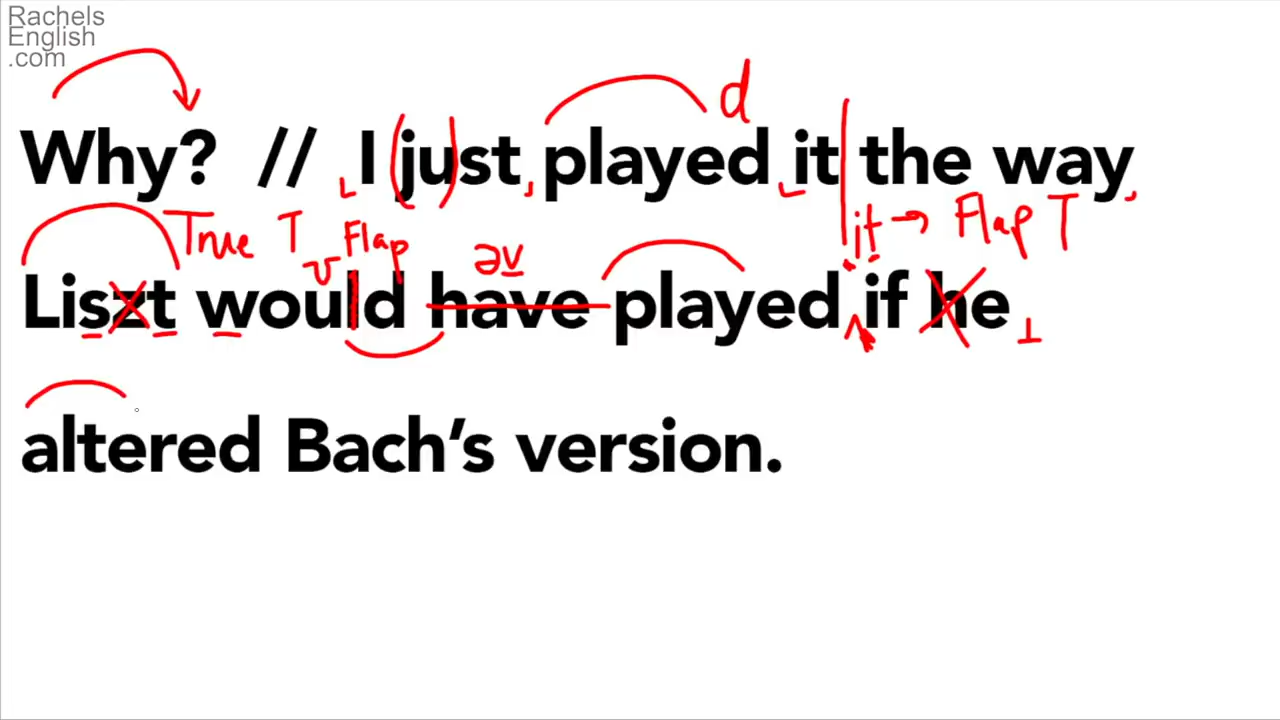 Rachels
English
.com
d
Why? // I just played it the way
True T Flap it → Flap T
əv
Liszt would have played if he
altered Bach's version.